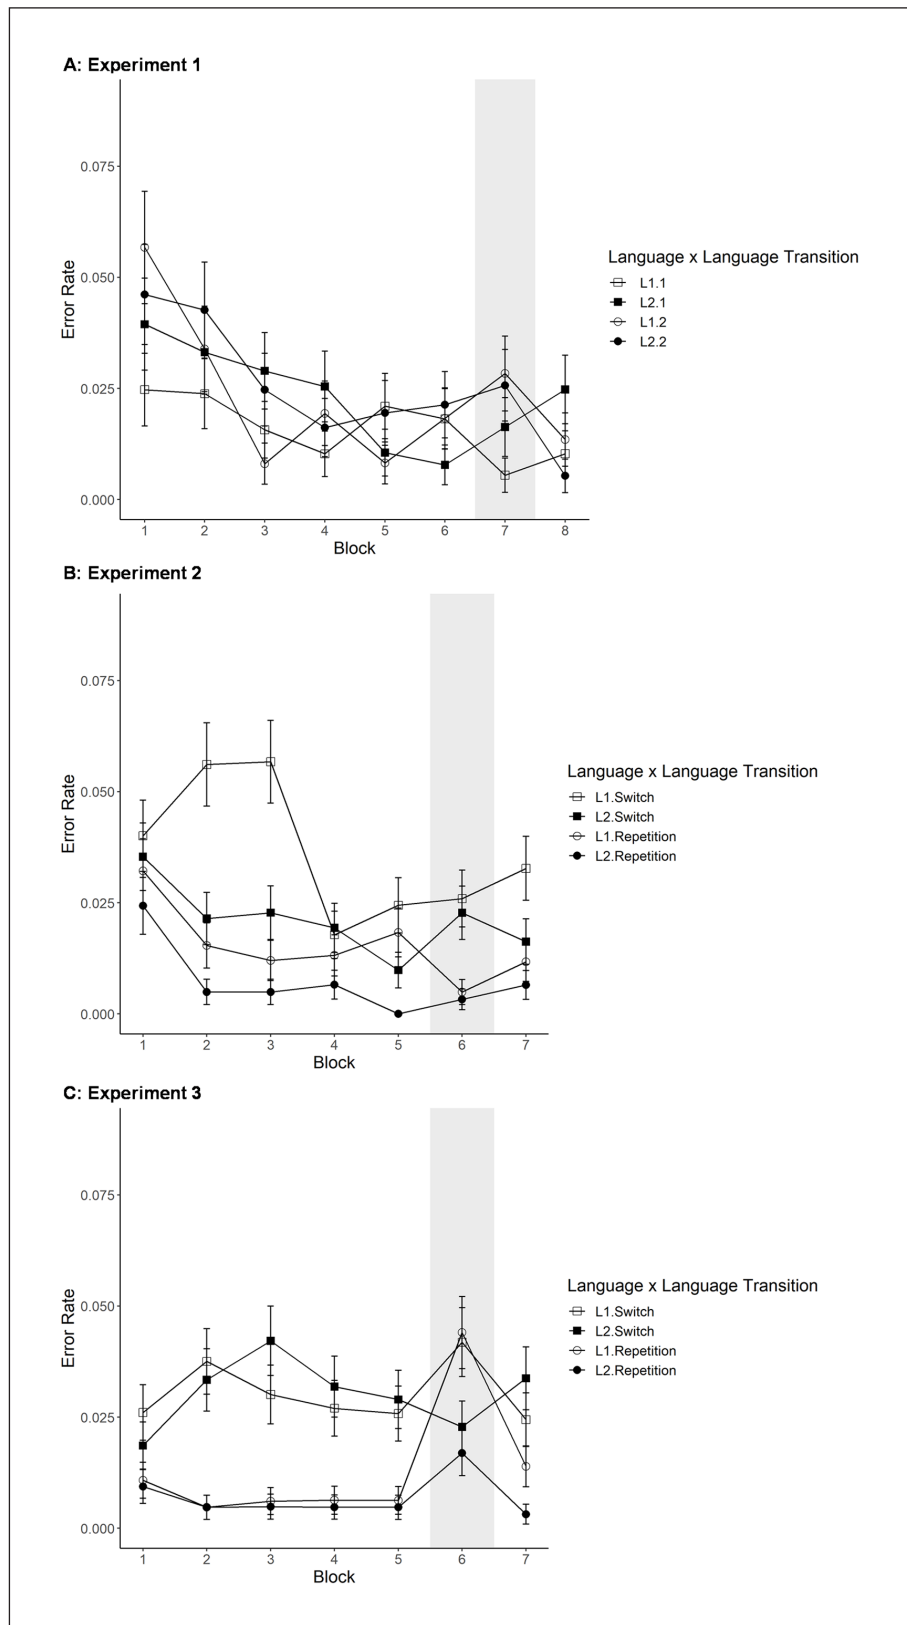 A: Experiment 1
0.075
0.050
0.025
0.000
Error Rate
1 2 3 4 5 6 7 8
Block
Language x Language Transition
L1.1
L2.1
L1.2
L2.2
B: Experiment 2
0.075
0.050
0.025
0.000
Error Rate
1 2 3 4 5 6 7
Block
Language x Language Transition
L1.Switch
L2.Switch
L1.Repetition
L2.Repetition
C: Experiment 3
0.075
0.050
0.025
0.000
Error Rate
1 2 3 4 5 6 7
Block
Language x Language Transition
L1.Switch
L2.Switch
L1.Repetition
L2.Repetition